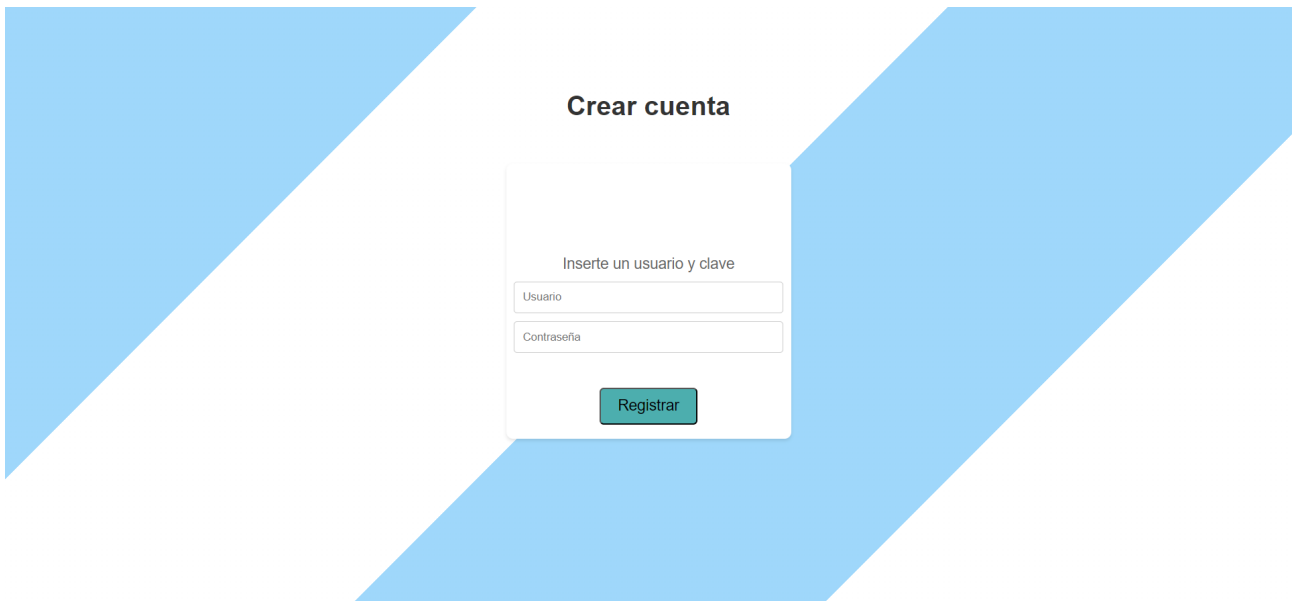 Crear cuenta
Inserte un usuario y clave
Usuario
Contraseña
Registrar